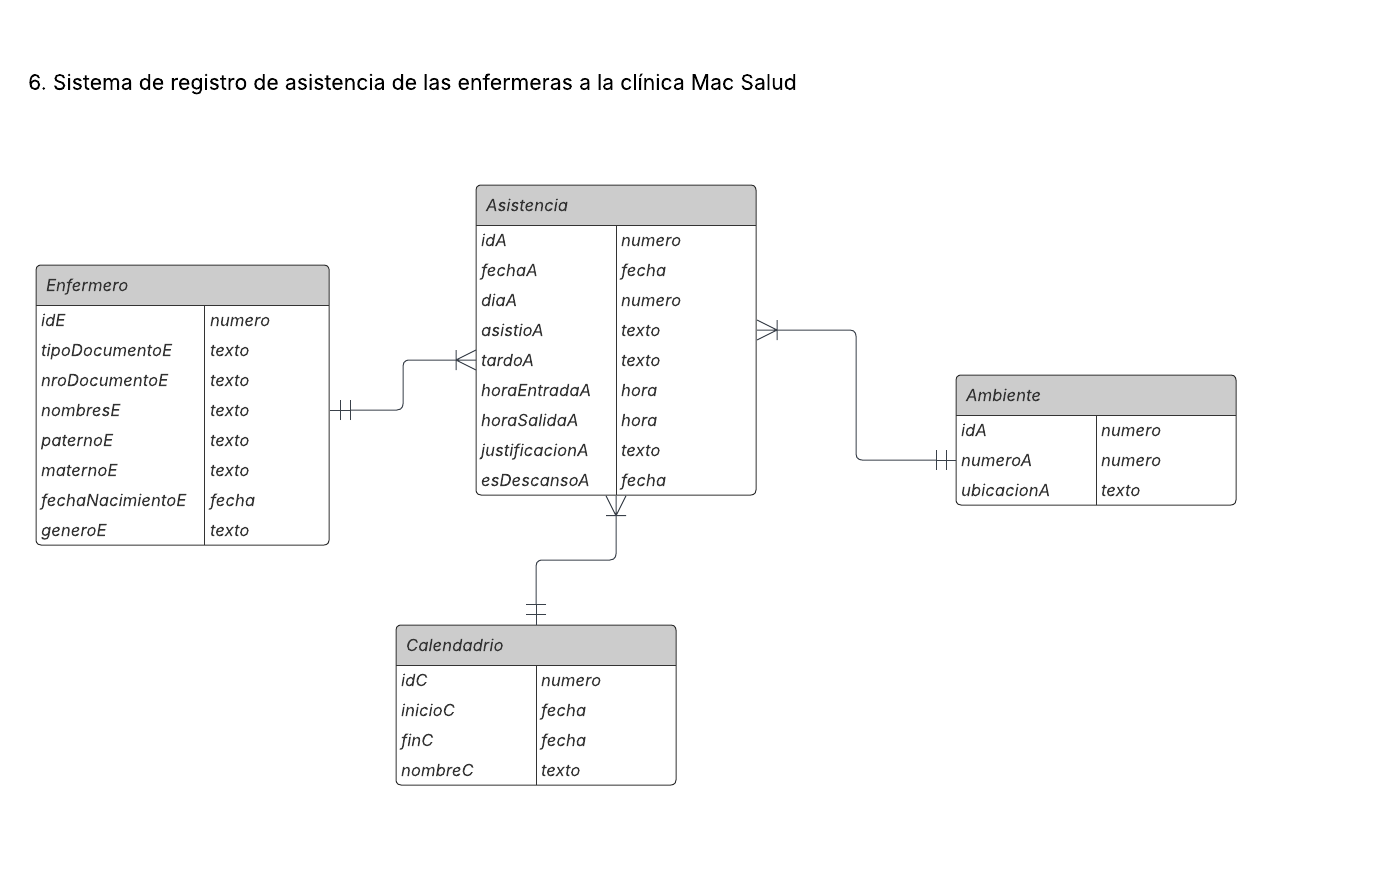 6. Sistema de registro de asistencia de las enfermeras a la clínica Mac Salud
Asistencia
idA numero
fechaA fecha
diaA numero
asistioA texto
tardoA texto
horaEntradaA hora
horaSalidaA hora
justificacionA texto
esDescansoA fecha
Enfermero
idE numero
tipoDocumentoE texto
nroDocumentoE texto
nombresE texto
paternoE texto
maternoE texto
fechaNacimientoE fecha
generoE texto
Ambiente
idA numero
numeroA numero
ubicacionA texto
Calendadrio
idC numero
inicioC fecha
finC fecha
nombreC texto